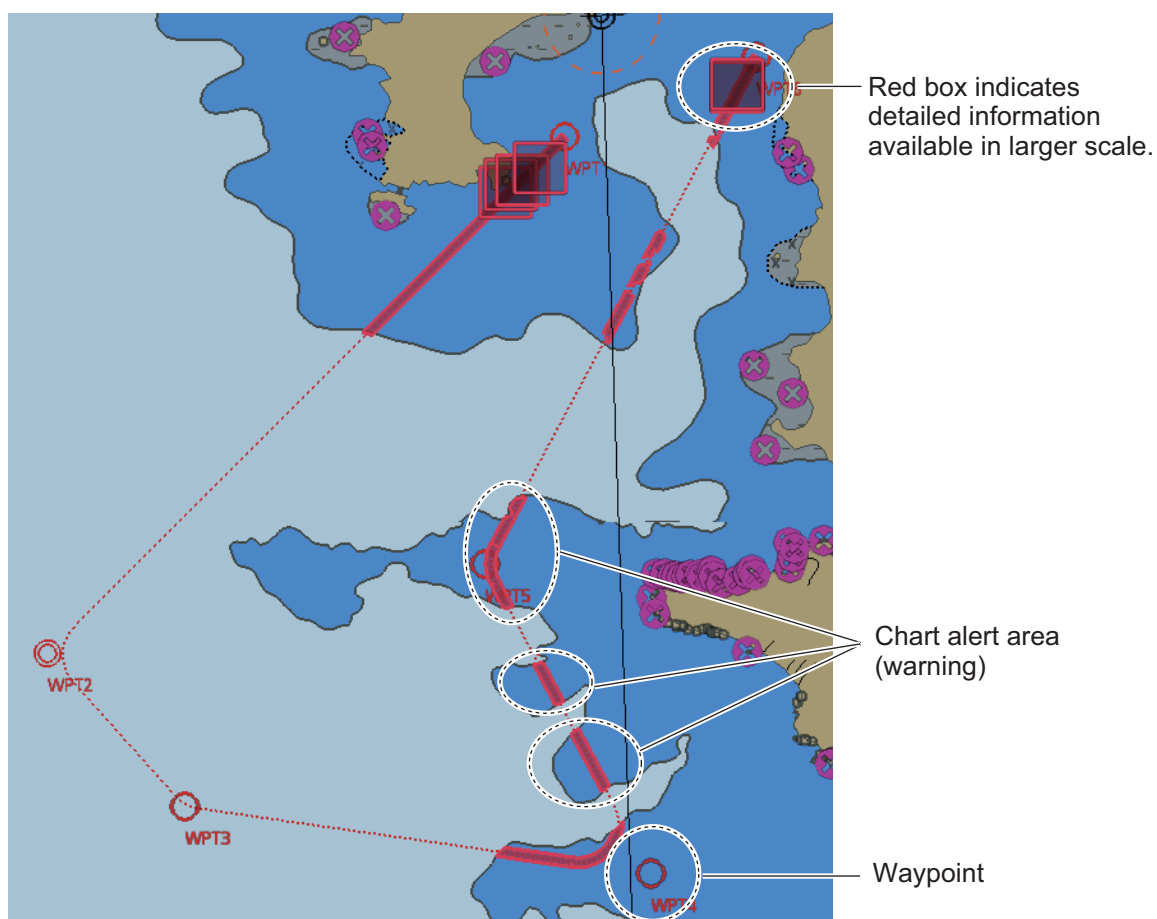 WPT6
Red box indicates
detailed information
available in larger scale.
WPT
WPT5
Chart alert area
(warning)
WPT2
WPT3
Waypoint
WPT4